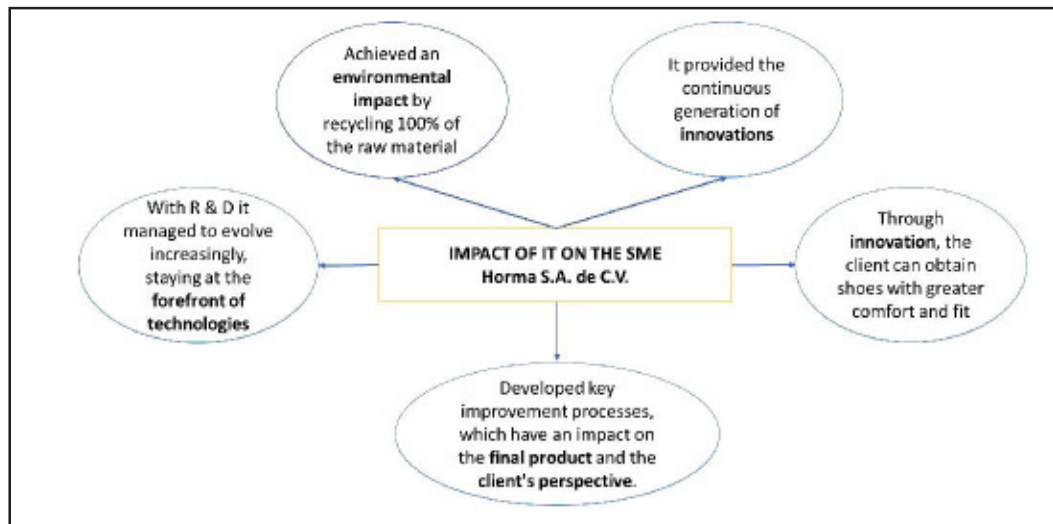 Achieved an
environmental
impact by
recycling 100% of
the raw material
It provided the
continuous
generation of
innovations
With R & D it
managed to evolve
increasingly,
staying at the
forefront of
technologies
IMPACT OF IT ON THE SME
Horma S.A. de C.V.
Through
innovation, the
client can obtain
shoes with greater
comfort and fit
Developed key
improvement processes,
which have an impact on
the final product and the
client's perspective.